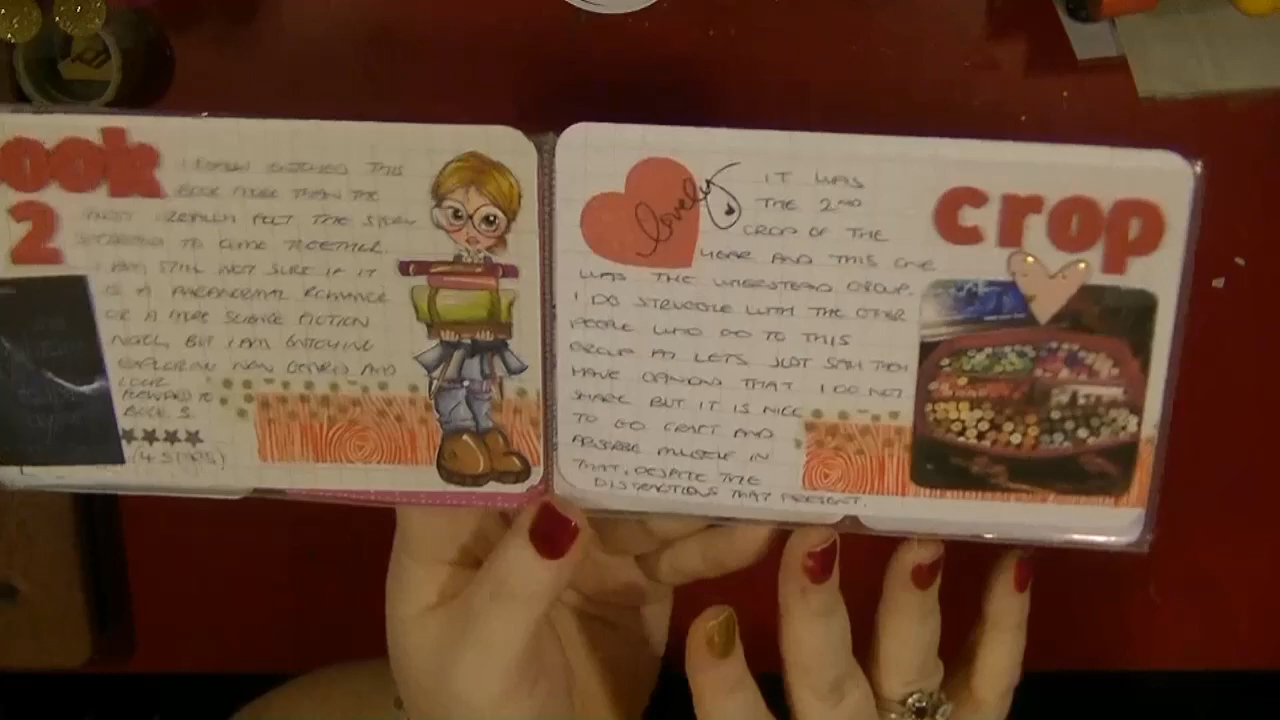 ook
2
I REALLY ENJOYED THIS
BOOK MORE THAN THE
FIRST I REALLY FELT THE STORY
STARTED TO COME TOGETHER.
I AM STILL NOT SURE IF IT
IS A PARANORMAL ROMANCE
OR A MORE SCIENCE FICTION
NOVEL BUT I AM ENJOYING
EXPLORING NEW GENRES AND
LOOK
FORWARD TO
BOOK 3.
(4 STARS)
lovely
crop
IT WAS
THE 2ND
CROP OF THE
YEAR AND THIS ONE
WAS THE GROUP.
I DO STRUGGLE WITH THE OTHER
PEOPLE WHO GO TO THIS
GROUP AS LETS JUST SAY THEY
HAVE OPINIONS THAT I DO NOT
SHARE BUT IT IS NICE
TO GO CRAFT AND
ABSORB MYSELF IN
THAT, DESPITE THE
DISTRACTIONS THAT PRESENT.